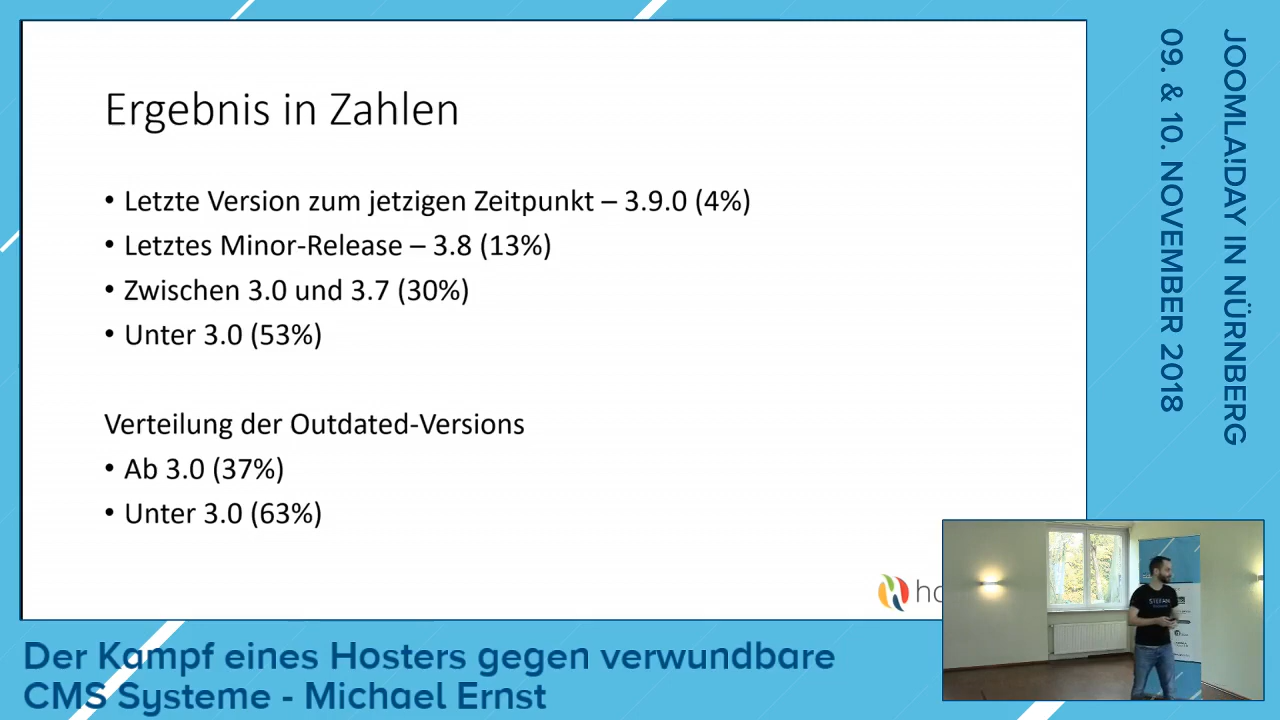 Ergebnis in Zahlen
• Letzte Version zum jetzigen Zeitpunkt – 3.9.0 (4%)
• Letztes Minor-Release – 3.8 (13%)
• Zwischen 3.0 und 3.7 (30%)
• Unter 3.0 (53%)
Verteilung der Outdated-Versions
• Ab 3.0 (37%)
• Unter 3.0 (63%)
JOOMLA!DAY IN NÜRNBERG
09. & 10. NOVEMBER 2018
Der Kampf eines Hosters gegen verwundbare
CMS Systeme - Michael Ernst